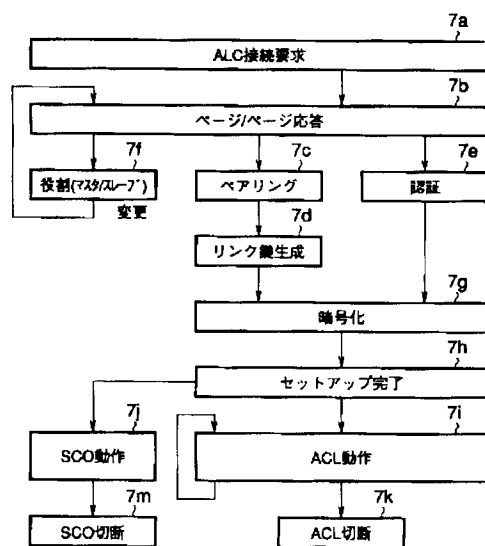 7a
ALC接続要求
7b
ページ/ページ応答
7f
役割(マスタ/スレーブ)
変更
7c
ペアリング
7e
認証
7d
リンク鍵生成
7g
暗号化
7h
セットアップ完了
7j
SCO動作
7i
ACL動作
7m
SCO切断
7k
ACL切断